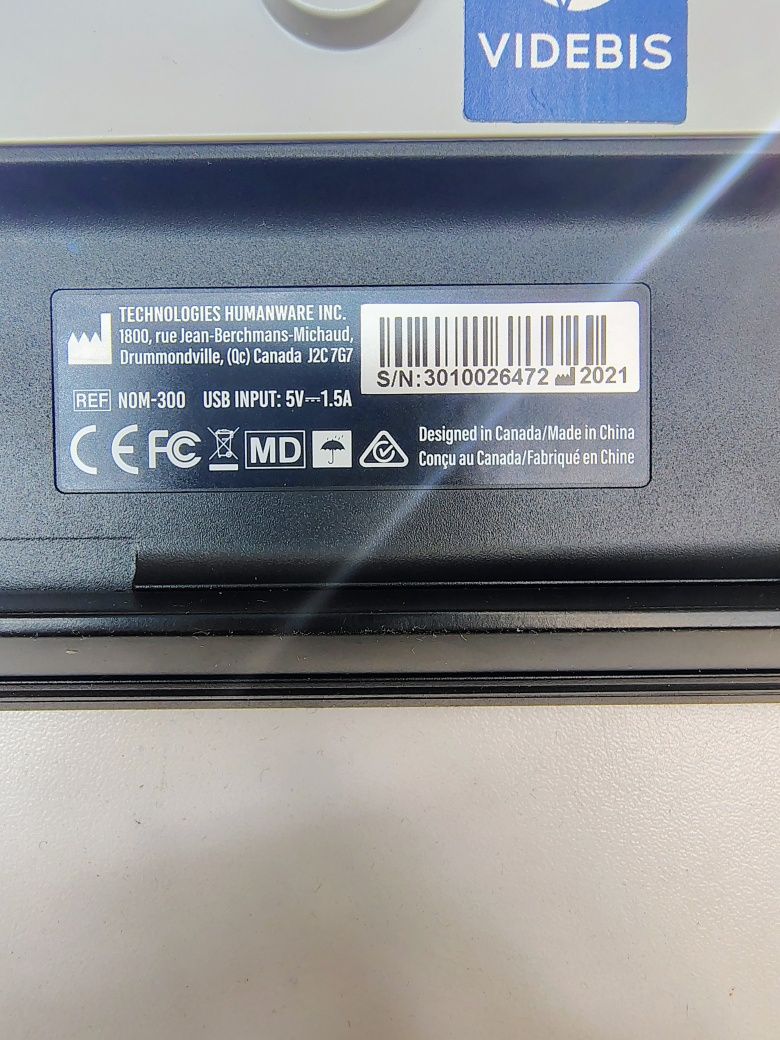 VIDEBIS
TECHNOLOGIES HUMANWARE INC.
1800, rue Jean-Berchmans-Michaud,
Drummondville, (Qc) Canada J2C 7G7
S/N:3010026472 2021
REF NOM-300 USB INPUT: 5V⎓1.5A
CE FC MD
Designed in Canada/Made in China
Conçu au Canada/Fabriqué en Chine